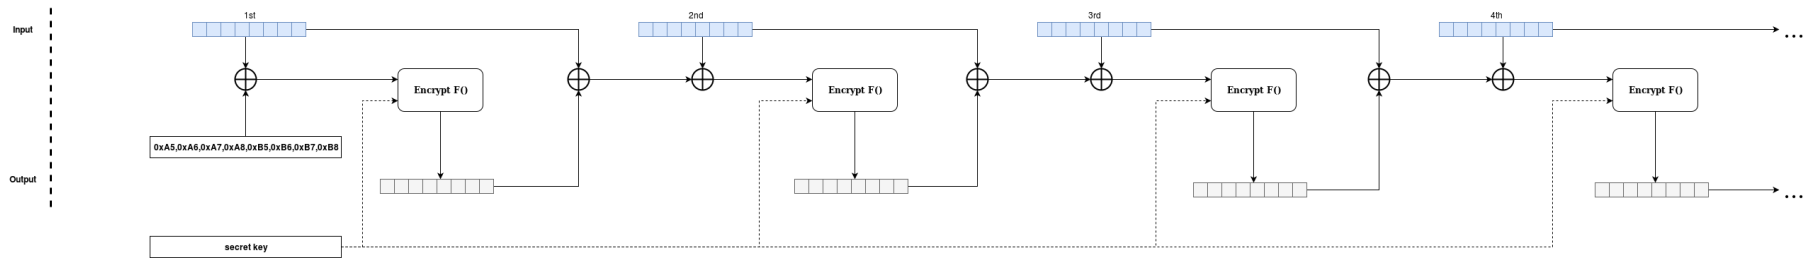 1st
2nd
3rd
4th
Input
...
Encrypt F()
Encrypt F()
Encrypt F()
Encrypt F()
0xA5,0xA6,0xA7,0xA8,0xB5,0xB6,0xB7,0xB8
Output
...
secret key